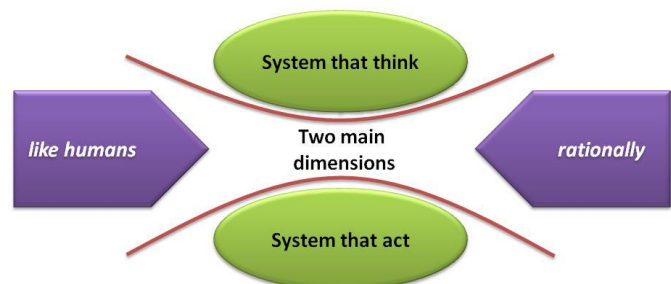 System that think
like humans
Two main
dimensions
rationally
System that act